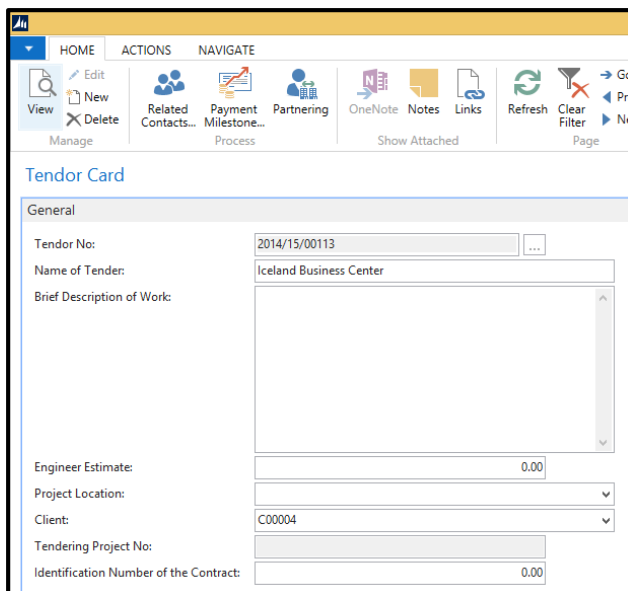 HOME ACTIONS NAVIGATE
View
Edit
New
Delete
Manage
Related
Contacts...
Payment
Milestone...
Partnering
Process
OneNote
Notes
Links
Show Attached
Refresh
Clear
Filter
Page
Tendor Card
General
Tendor No: 2014/15/00113 ...
Name of Tender: Iceland Business Center
Brief Description of Work:
Engineer Estimate: 0.00
Project Location:
Client: C00004
Tendering Project No:
Identification Number of the Contract: 0.00